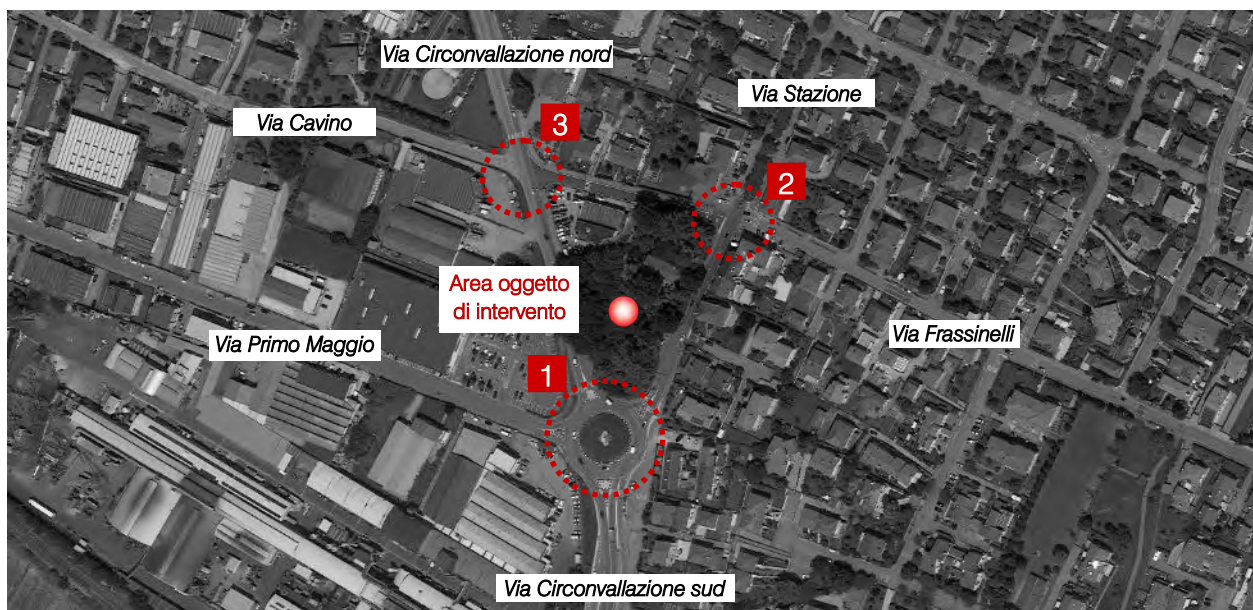 Via Circonvallazione nord
Via Stazione
Via Cavino
3
2
Area oggetto
di intervento
Via Frassinelli
Via Primo Maggio
1
Via Circonvallazione sud